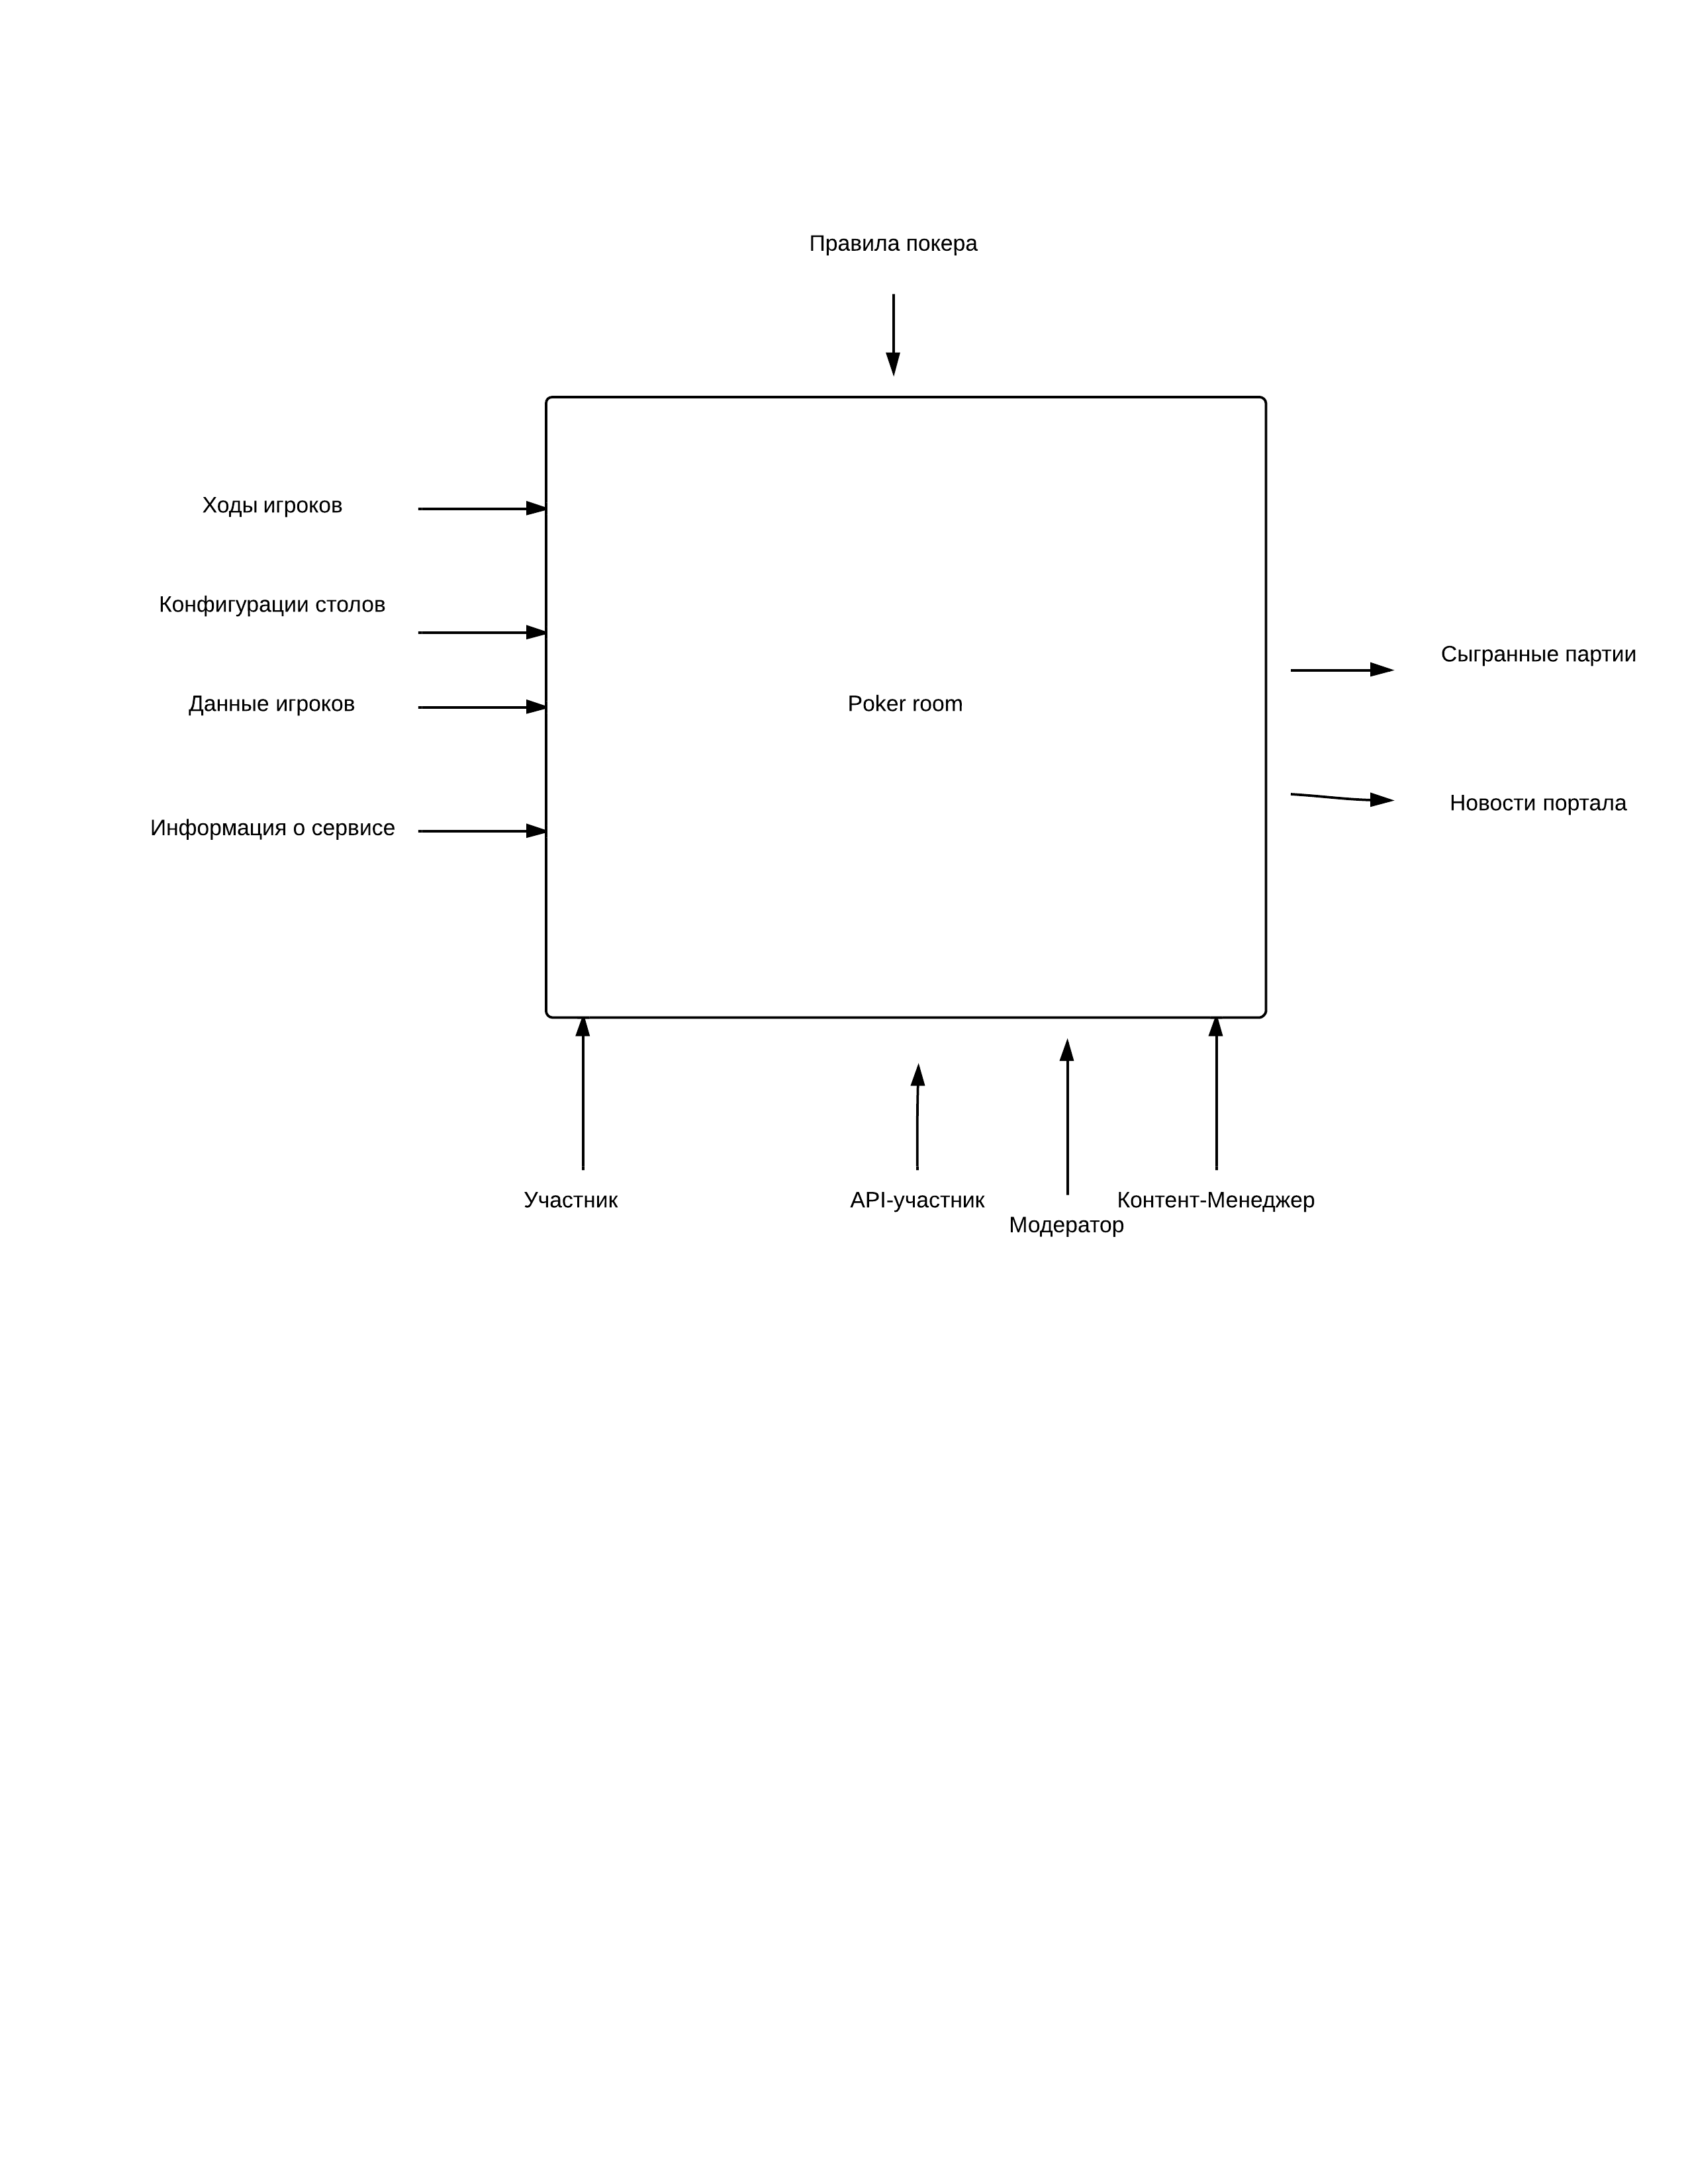 Правила покера
Ходы игроков
Конфигурации столов
Сыгранные партии
Данные игроков
Poker room
Новости портала
Информация о сервисе
Участник
API-участник
Контент-Менеджер
Модератор